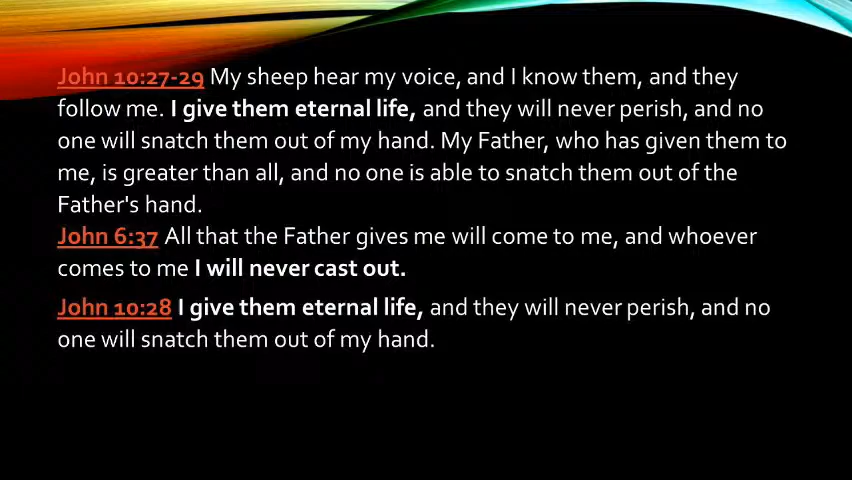 John 10:27-29 My sheep hear my voice, and I know them, and they
follow me. I give them eternal life, and they will never perish, and no
one will snatch them out of my hand. My Father, who has given them to
me, is greater than all, and no one is able to snatch them out of the
Father's hand.
John 6:37 All that the Father gives me will come to me, and whoever
comes to me I will never cast out.
John 10:28 I give them eternal life, and they will never perish, and no
one will snatch them out of my hand.